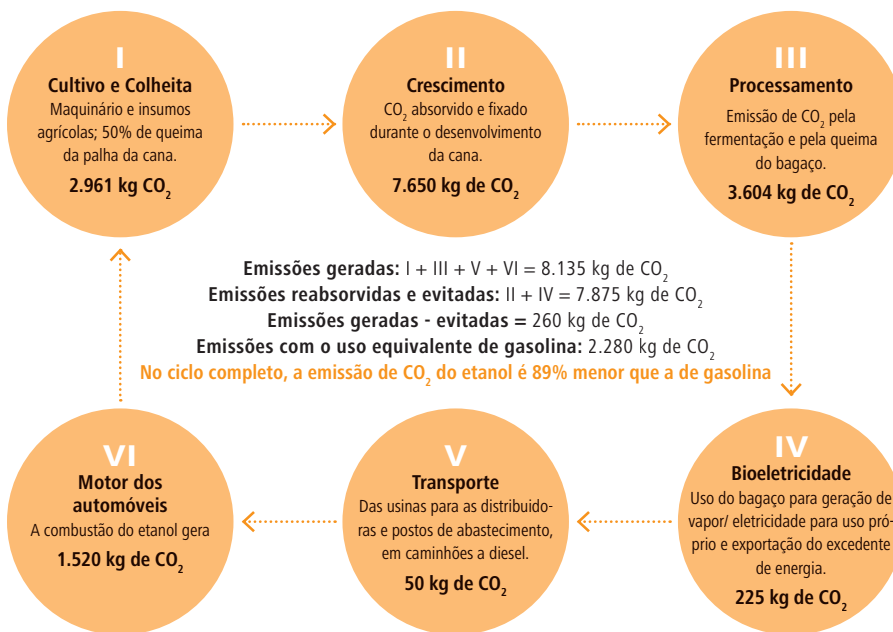 I
Cultivo e Colheita
Maquinário e insumos
agrícolas; 50% de queima
da palha da cana.
2.961 kg CO₂
II
Crescimento
CO₂ absorvido e fixado
durante o desenvolvimento
da cana.
7.650 kg de CO₂
III
Processamento
Emissão de CO₂ pela
fermentação e pela queima
do bagaço.
3.604 kg de CO₂
Emissões geradas: I + III + V + VI = 8.135 kg de CO₂
Emissões reabsorvidas e evitadas: II + IV = 7.875 kg de CO₂
Emissões geradas - evitadas = 260 kg de CO₂
Emissões com o uso equivalente de gasolina: 2.280 kg de CO₂
No ciclo completo, a emissão de CO₂ do etanol é 89% menor que a de gasolina
VI
Motor dos
automóveis
A combustão do etanol gera
1.520 kg de CO₂
V
Transporte
Das usinas para as distribuido-
ras e postos de abastecimento,
em caminhões a diesel.
50 kg de CO₂
IV
Bioeletricidade
Uso do bagaço para geração de
vapor/ eletricidade para uso pró-
prio e exportação do excedente
de energia.
225 kg de CO₂